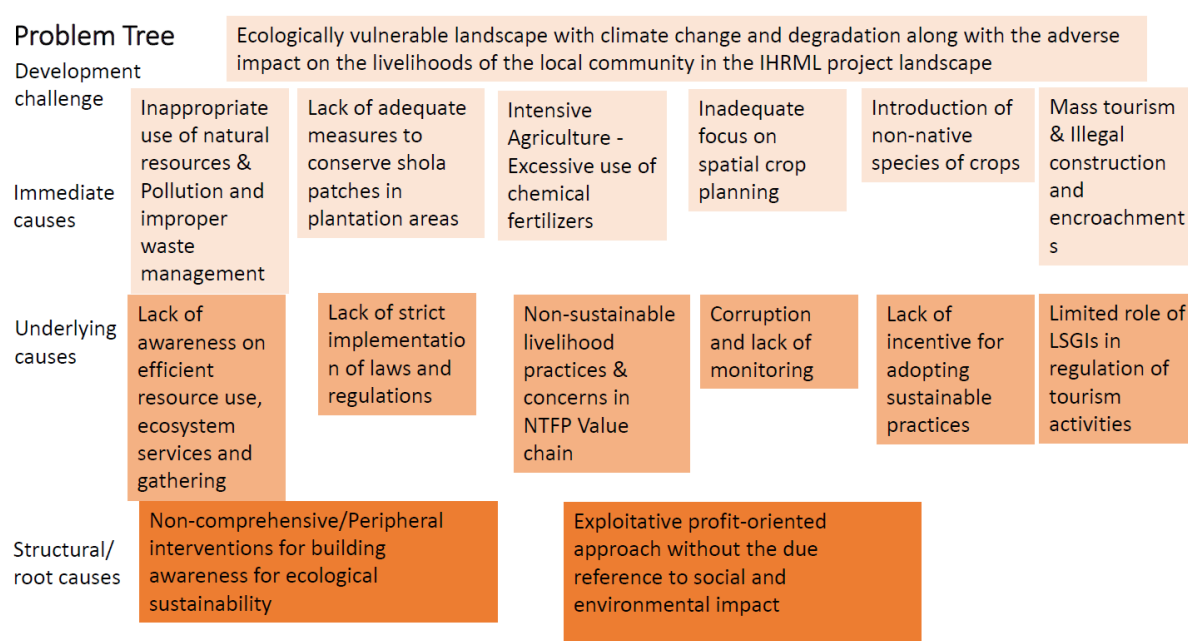 Problem Tree
Ecologically vulnerable landscape with climate change and degradation along with the adverse
impact on the livelihoods of the local community in the IHRML project landscape
Development
challenge
Immediate
causes
Inappropriate
use of natural
resources &
Pollution and
improper
waste
management
Lack of adequate
measures to
conserve shola
patches in
plantation areas
Intensive
Agriculture -
Excessive use of
chemical
fertilizers
Inadequate
focus on
spatial crop
planning
Introduction of
non-native
species of crops
Mass tourism
& Illegal
construction
and
encroachment
s
Underlying
causes
Lack of
awareness on
efficient
resource use,
ecosystem
services and
gathering
Lack of strict
implementatio
n of laws and
regulations
Non-sustainable
livelihood
practices &
concerns in
NTFP Value
chain
Corruption
and lack of
monitoring
Lack of
incentive for
adopting
sustainable
practices
Limited role of
LSGIs in
regulation of
tourism
activities
Structural/
root causes
Non-comprehensive/Peripheral
interventions for building
awareness for ecological
sustainability
Exploitative profit-oriented
approach without the due
reference to social and
environmental impact